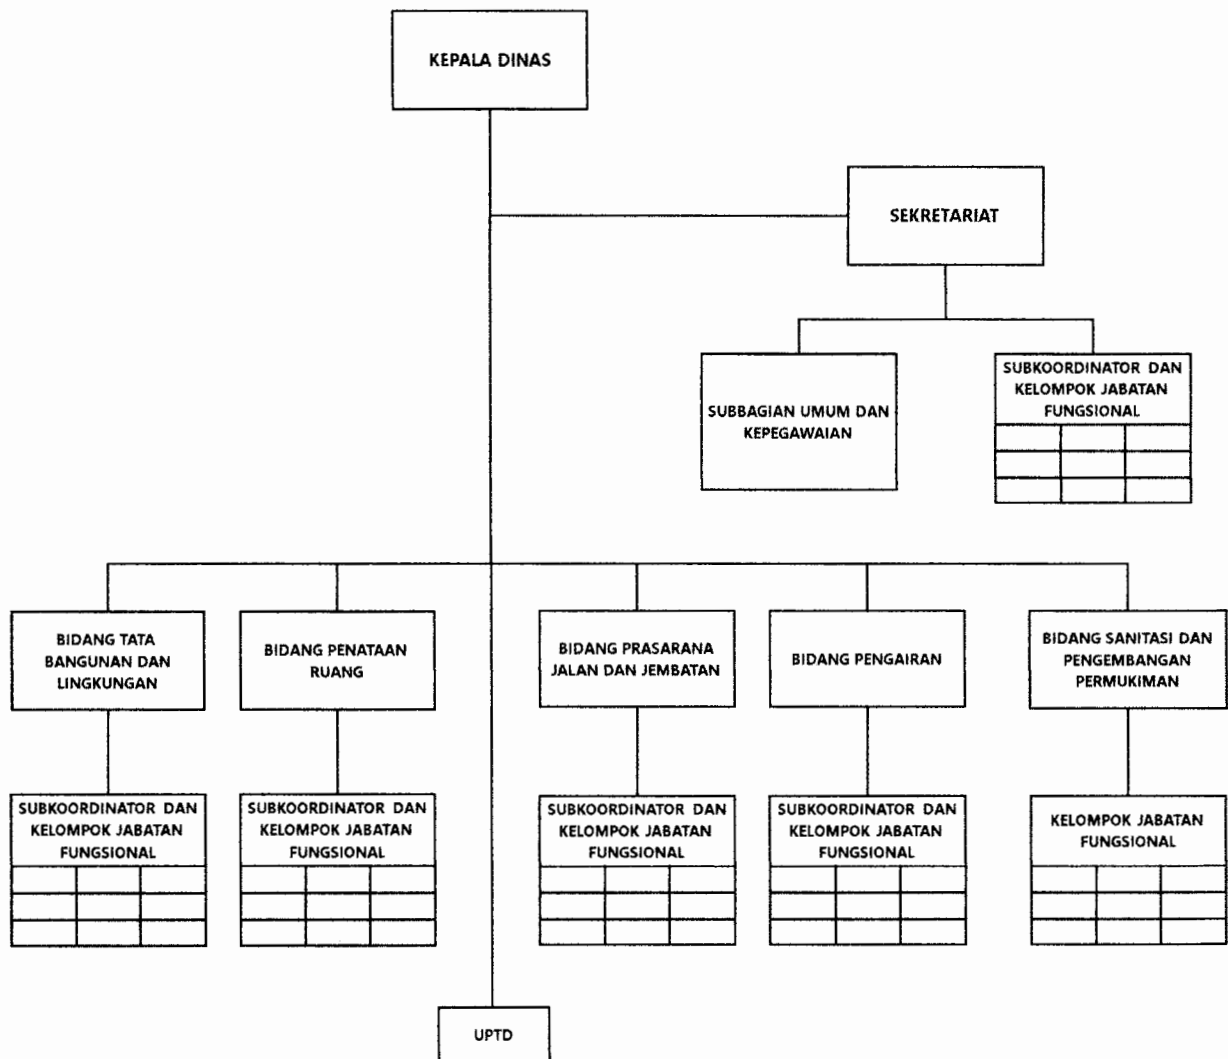 KEPALA DINAS
SEKRETARIAT
SUBBAGIAN UMUM DAN
KEPEGAWAIAN
SUBKOORDINATOR DAN
KELOMPOK JABATAN
FUNGSIONAL
BIDANG TATA
BANGUNAN DAN
LINGKUNGAN
BIDANG PENATAAN
RUANG
BIDANG PRASARANA
JALAN DAN JEMBATAN
BIDANG PENGAIRAN
BIDANG SANITASI DAN
PENGEMBANGAN
PERMUKIMAN
SUBKOORDINATOR DAN
KELOMPOK JABATAN
FUNGSIONAL
SUBKOORDINATOR DAN
KELOMPOK JABATAN
FUNGSIONAL
SUBKOORDINATOR DAN
KELOMPOK JABATAN
FUNGSIONAL
SUBKOORDINATOR DAN
KELOMPOK JABATAN
FUNGSIONAL
KELOMPOK JABATAN
FUNGSIONAL
UPTD